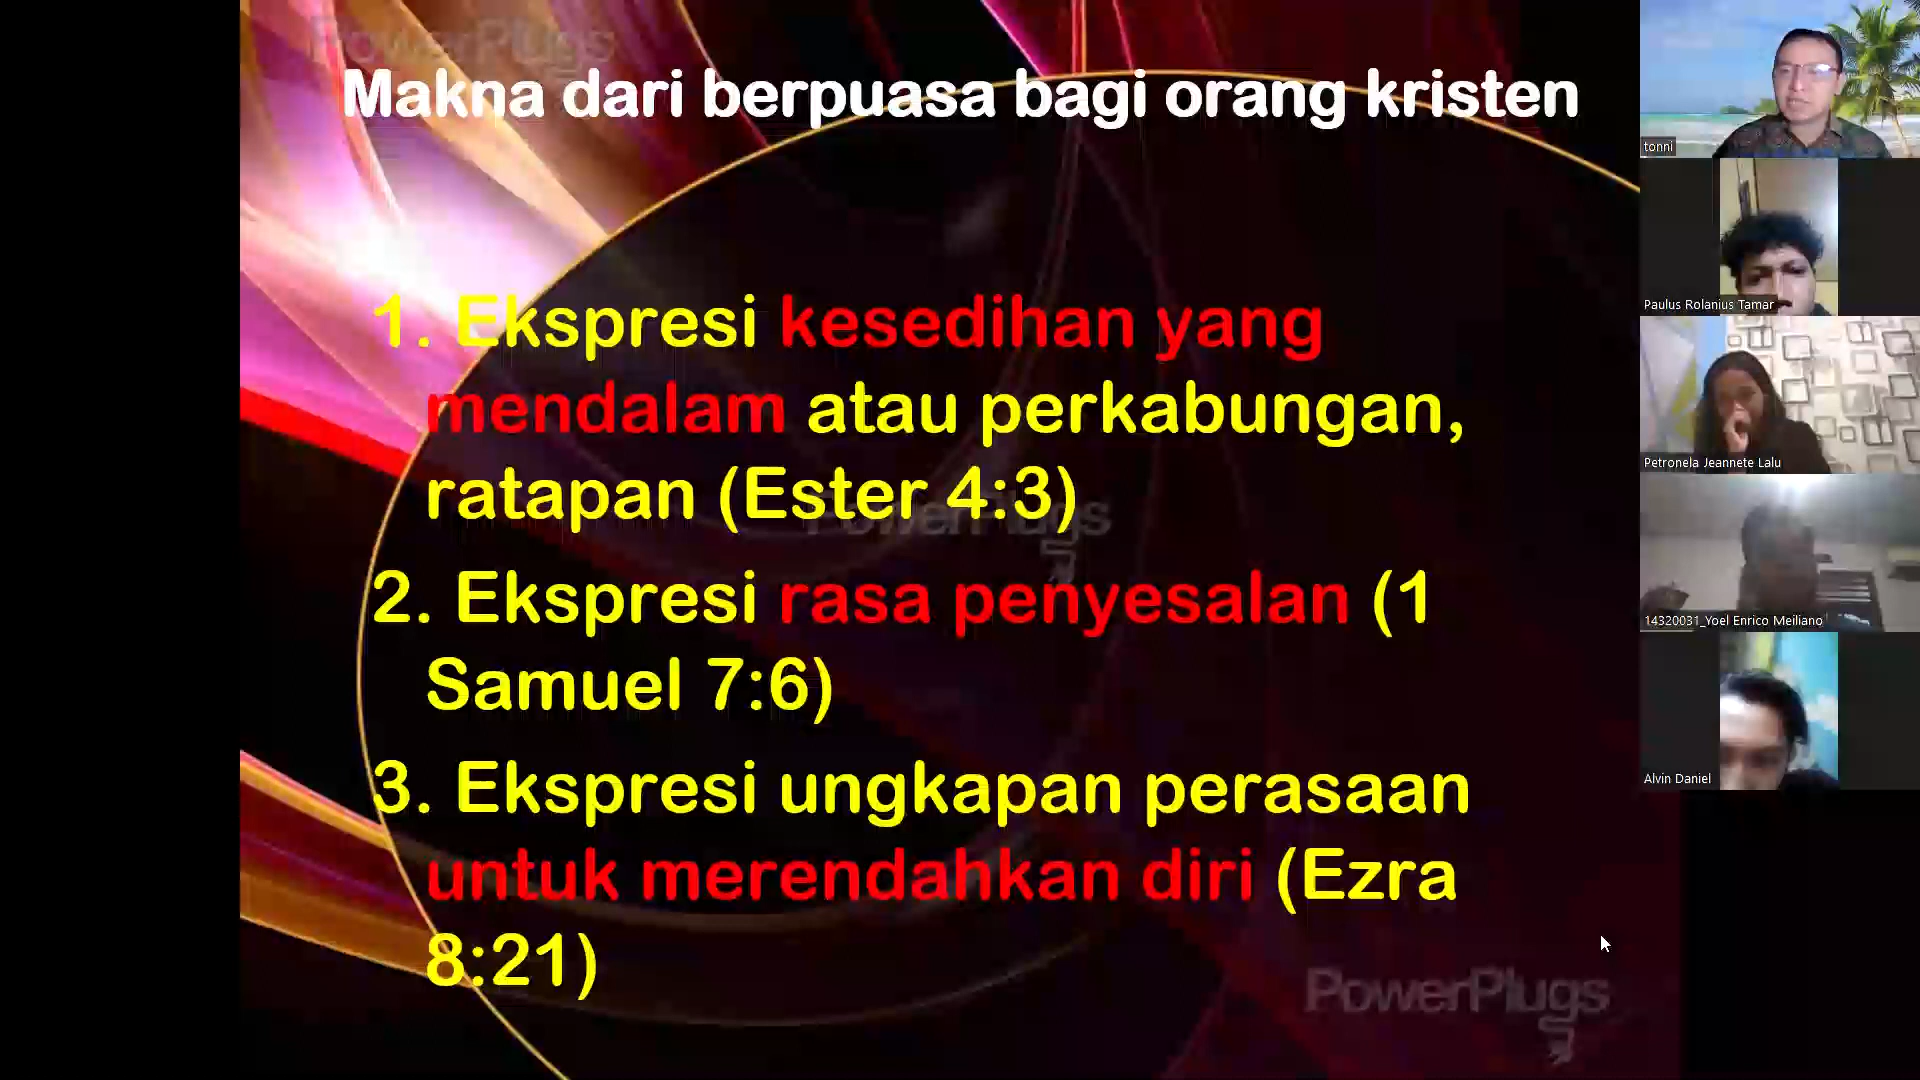 PowerPlugs
Makna dari berpuasa bagi orang kristen
1. Ekspresi kesedihan yang
mendalam atau perkabungan,
ratapan (Ester 4:3)
PowerPlugs
2. Ekspresi rasa penyesalan (1
Samuel 7:6)
3. Ekspresi ungkapan perasaan
untuk merendahkan diri (Ezra
8:21)
PowerPlugs
tonni
Paulus Rolanius Tamar
Petronela Jeannete Lalu
14320031_Yoel Enrico Meiliano
Alvin Daniel